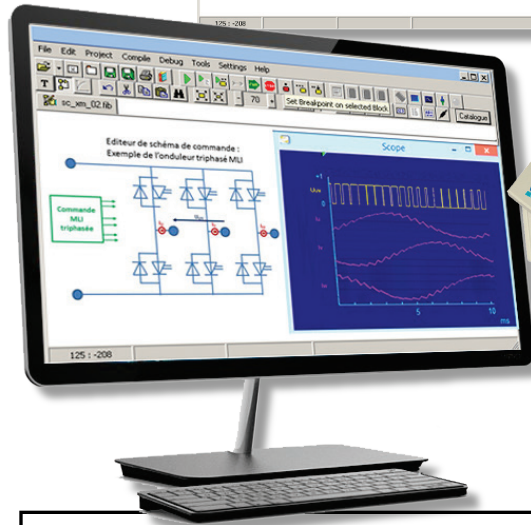 125 : -208
File Edit Project Compile Debug Tools Settings Help
70
Set Breakpoint on selected Block
Catalogue
sc_xm_02.fib
Editeur de schéma de commande :
Exemple de l'onduleur triphasé MLI
Commande
MLI
triphasée
Scope
~1
0
5
10
ms
125 : -208